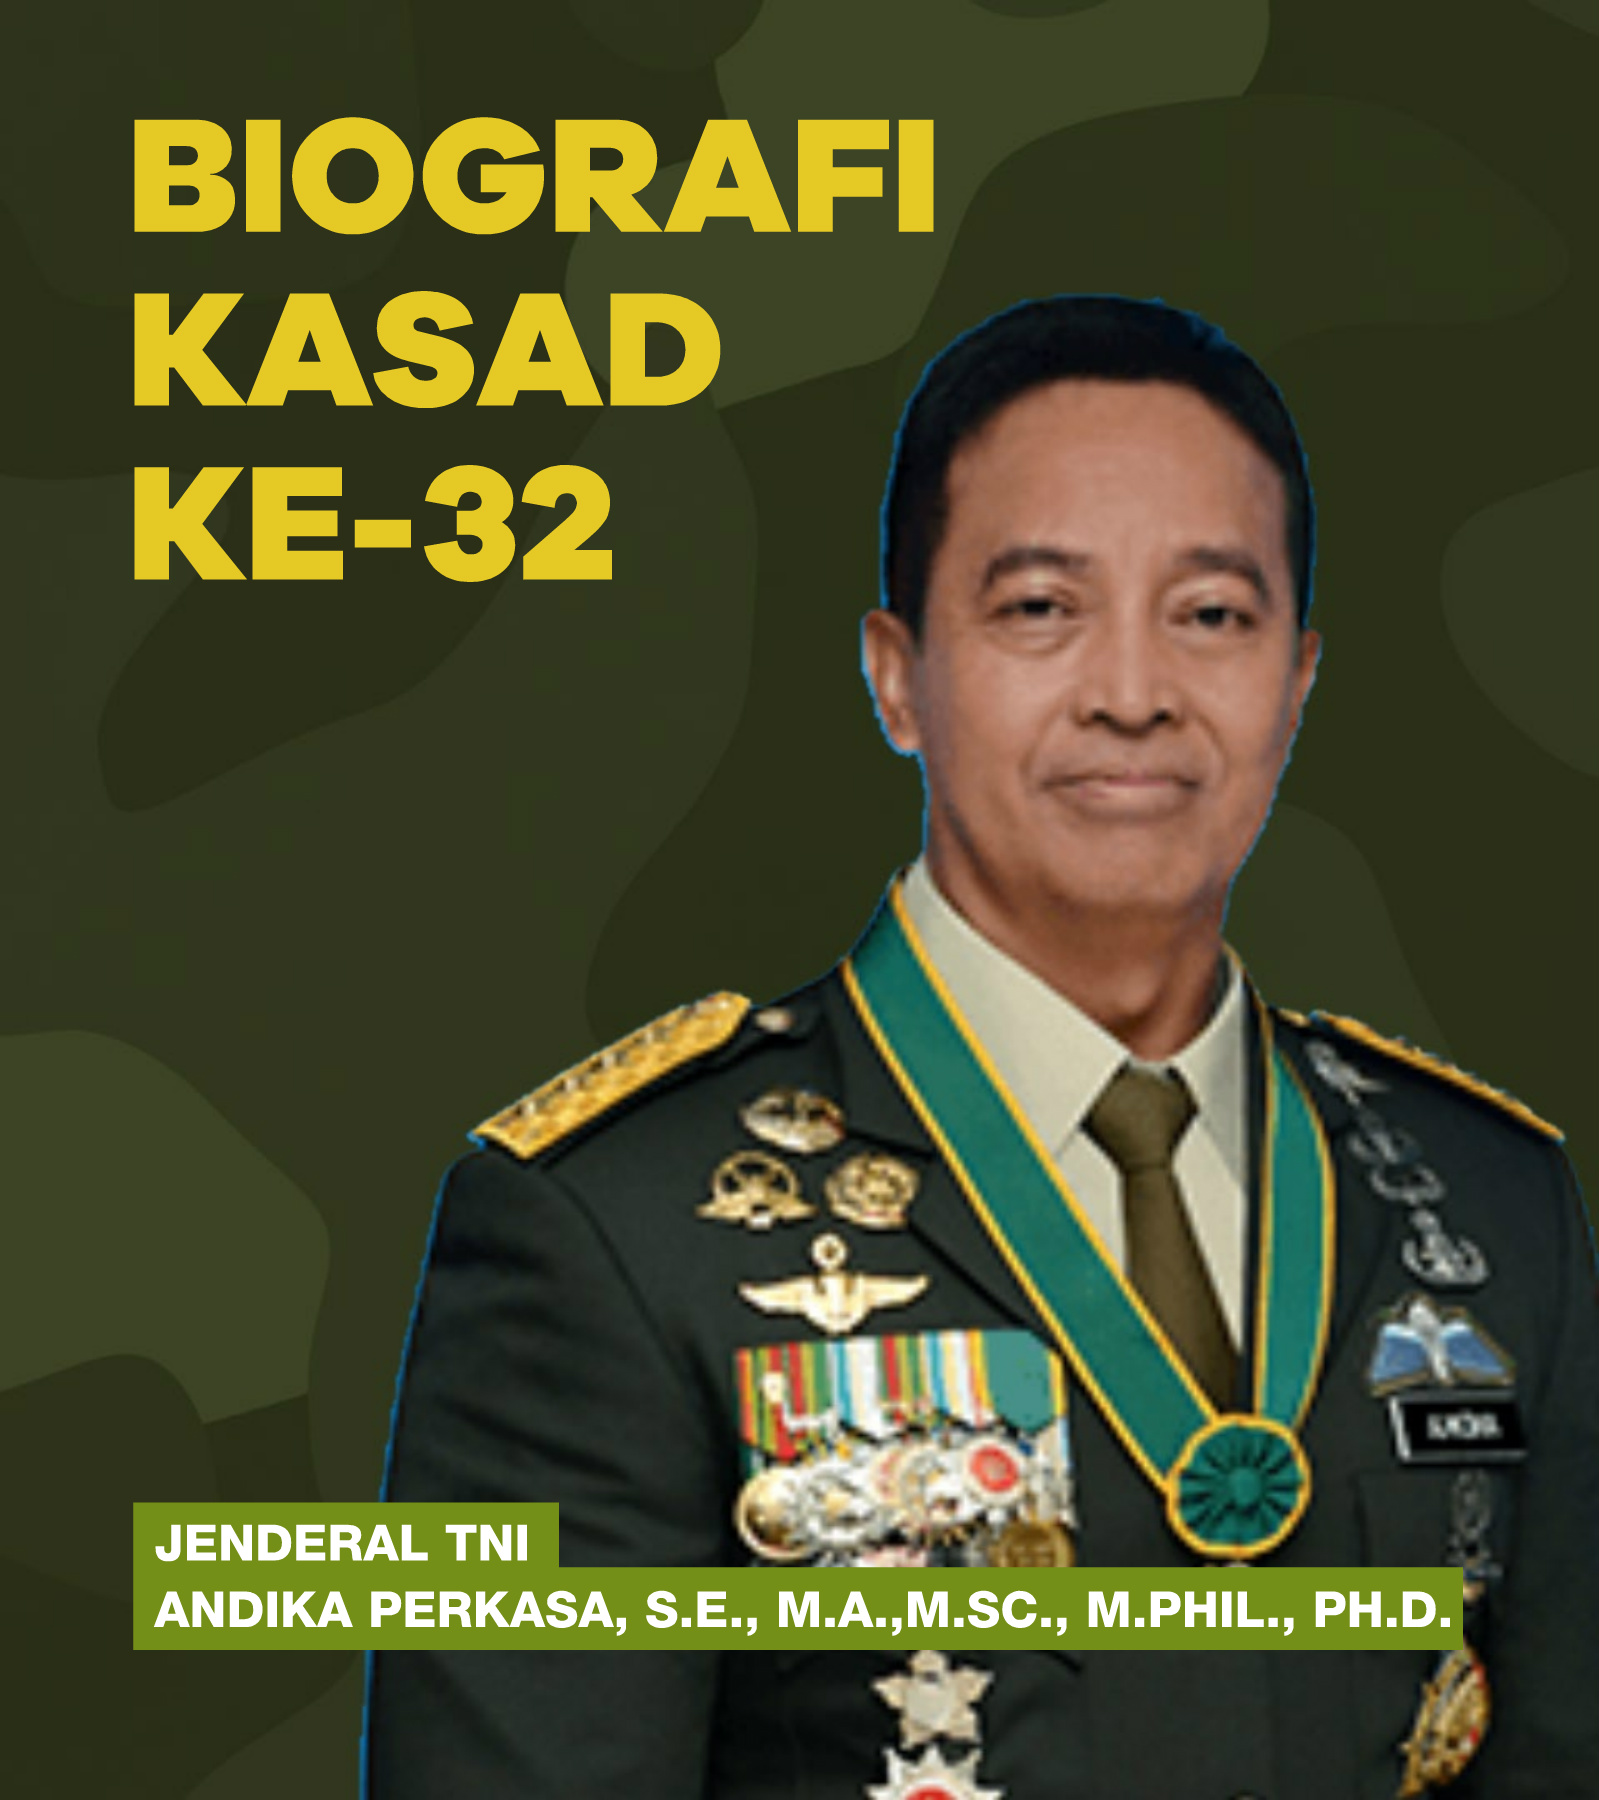 BIOGRAFI
KASAD
KE-32
JENDERAL TNI
ANDIKA PERKASA, S.E., M.A.,M.SC., M.PHIL., PH.D.